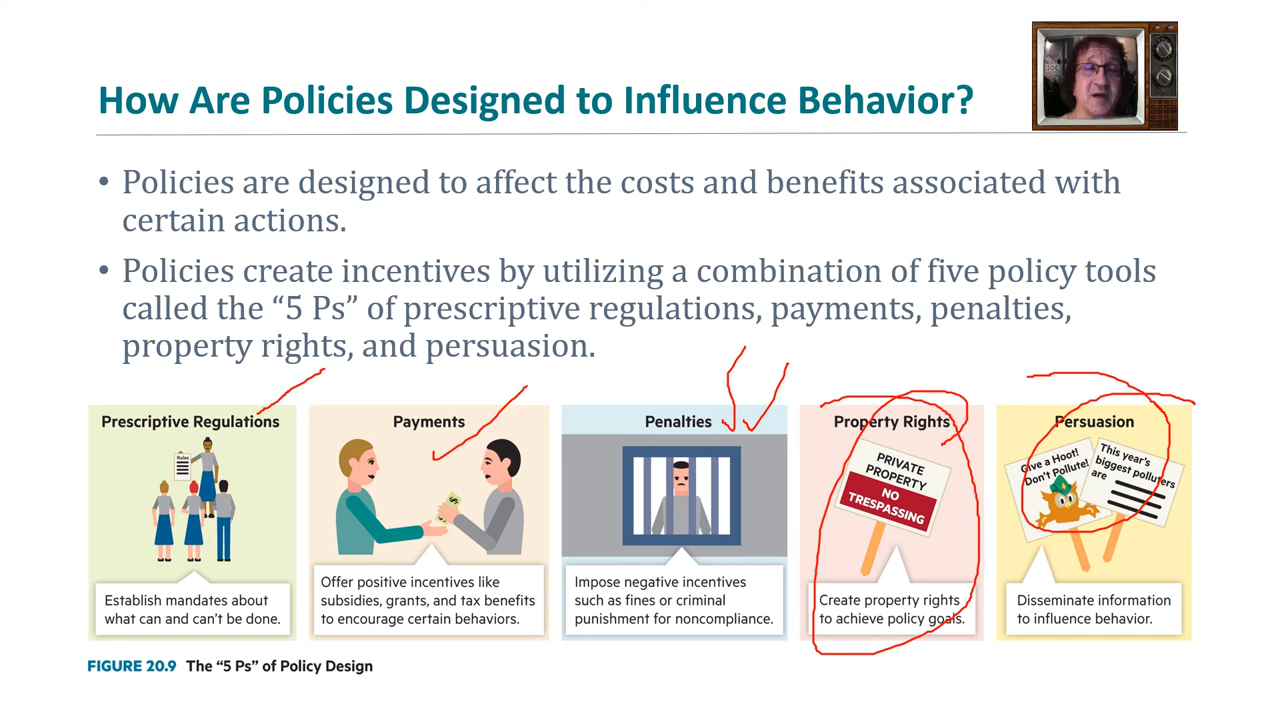 How Are Policies Designed to Influence Behavior?
• Policies are designed to affect the costs and benefits associated with
certain actions.
• Policies create incentives by utilizing a combination of five policy tools
called the “5 Ps” of prescriptive regulations, payments, penalties,
property rights, and persuasion.
Prescriptive Regulations
Rules
Establish mandates about
what can and can’t be done.
Payments
$
$
Offer positive incentives like
subsidies, grants, and tax benefits
to encourage certain behaviors.
Penalties
Impose negative incentives
such as fines or criminal
punishment for noncompliance.
Property Rights
PRIVATE
PROPERTY
NO
TRESPASSING
Create property rights
to achieve policy goals.
Persuasion
Give a Hoot!
Don’t Pollute!
This year’s
biggest polluters
are
Disseminate information
to influence behavior.
FIGURE 20.9 The “5 Ps” of Policy Design